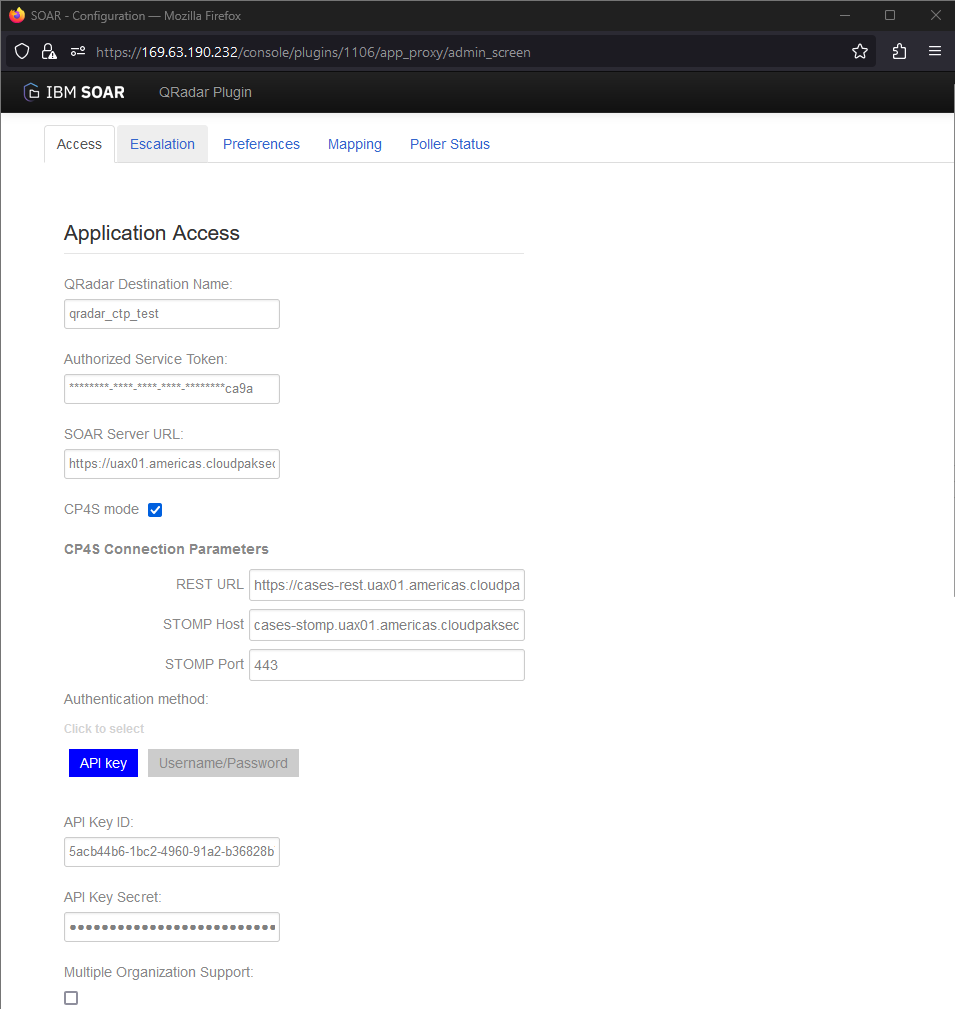 SOAR - Configuration — Mozilla Firefox
https://169.63.190.232/console/plugins/1106/app_proxy/admin_screen
IBM SOAR QRadar Plugin
Access Escalation Preferences Mapping Poller Status
Application Access
QRadar Destination Name:
qradar_ctp_test
Authorized Service Token:
********-****-****-****-********ca9a
SOAR Server URL:
https://uax01.americas.cloudpaksec
CP4S mode
CP4S Connection Parameters
REST URL https://cases-rest.uax01.americas.cloudpa
STOMP Host cases-stomp.uax01.americas.cloudpaksec
STOMP Port 443
Authentication method:
Click to select
API key Username/Password
API Key ID:
5acb44b6-1bc2-4960-91a2-b36828b
API Key Secret:
••••••••••••••••••••••••••
Multiple Organization Support: